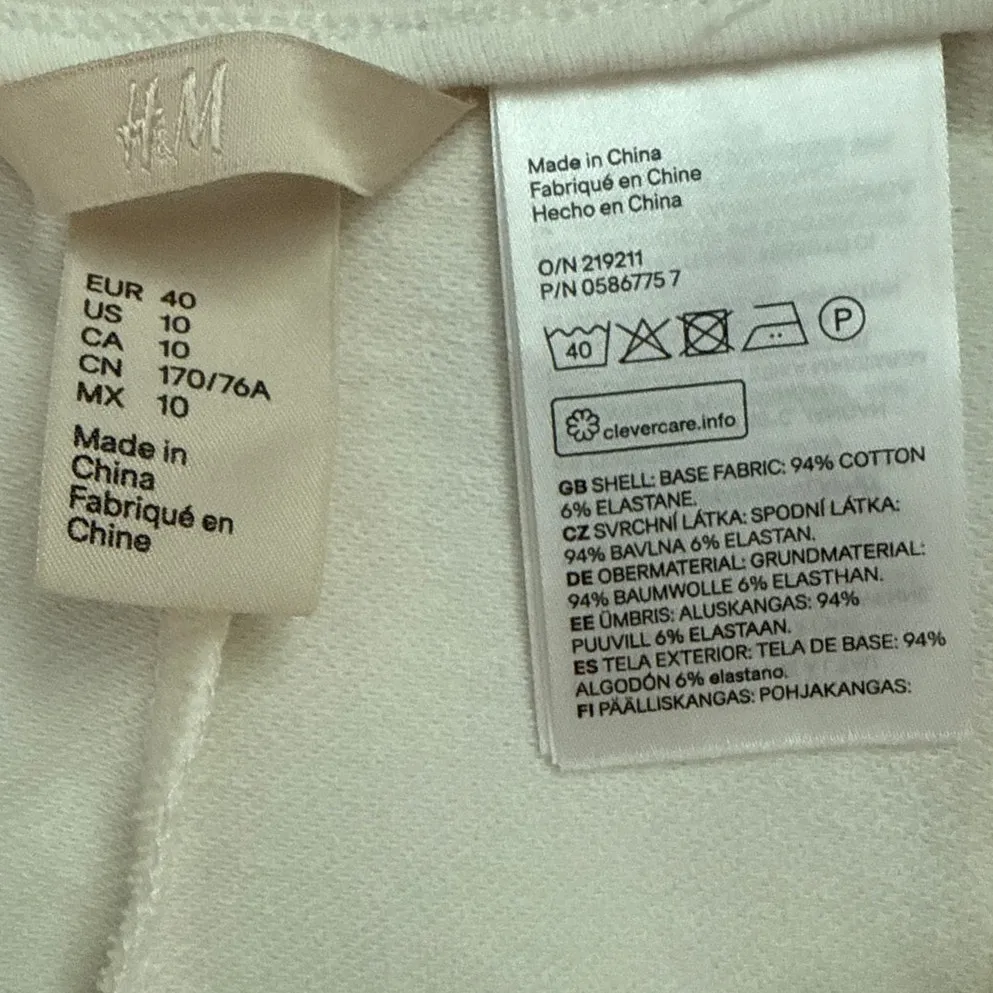 H&M
EUR 40
US 10
CA 10
CN 170/76A
MX 10
Made in
China
Fabriqué en
Chine
Made in China
Fabriqué en Chine
Hecho en China
O/N 219211
P/N 0586775 7
40
P
clevercare.info
GB SHELL: BASE FABRIC: 94% COTTON
6% ELASTANE.
CZ SVRCHNÍ LÁTKA: SPODNÍ LÁTKA:
94% BAVLNA 6% ELASTAN.
DE OBERMATERIAL: GRUNDMATERIAL:
94% BAUMWOLLE 6% ELASTHAN.
EE ÜMBRIS: ALUSKANGAS: 94%
PUUVILL 6% ELASTAAN.
ES TELA EXTERIOR: TELA DE BASE: 94%
ALGODÓN 6% elastano.
FI PÄÄLLISKANGAS: POHJAKANGAS: